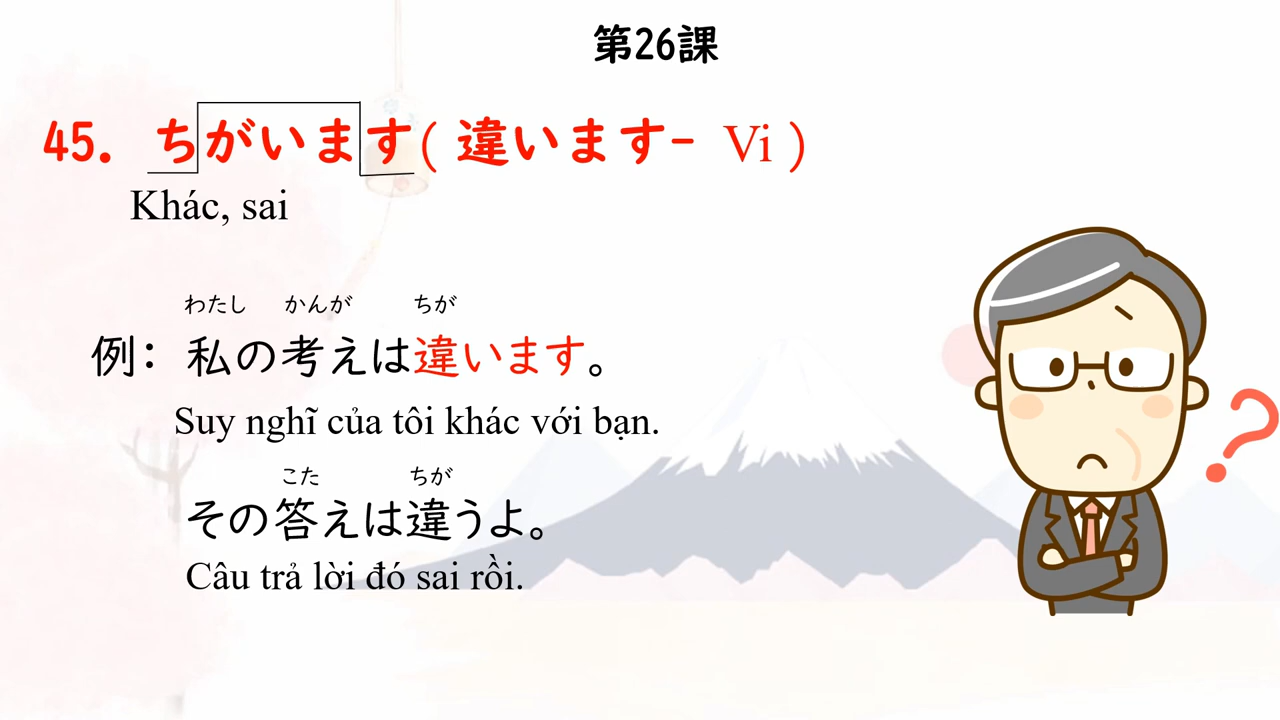 第26課
45. ちがいます( 違います- Vi )
Khác, sai
わたし かんが ちが
例: 私の考えは違います。
Suy nghĩ của tôi khác với bạn.
こた ちが
その答えは違うよ。
Câu trả lời đó sai rồi.
?